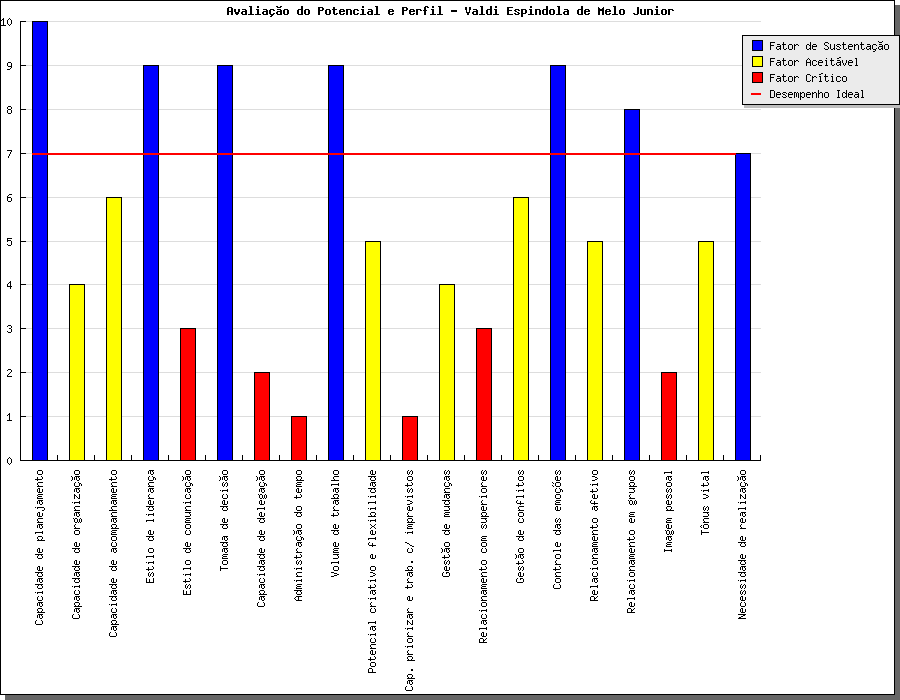 Avaliação do Potencial e Perfil - Valdi Espindola de Melo Junior
Fator de Sustentação
Fator Aceitável
Fator Crítico
Desempenho Ideal
10
9
8
7
6
5
4
3
2
1
0
Capacidade de planejamento
Capacidade de organização
Capacidade de acompanhamento
Estilo de liderança
Estilo de comunicação
Tomada de decisão
Capacidade de delegação
Administração do tempo
Volume de trabalho
Potencial criativo e flexibilidade
Cap. priorizar e trab. c/ imprevistos
Gestão de mudanças
Relacionamento com superiores
Gestão de conflitos
Controle das emoções
Relacionamento afetivo
Relacionamento em grupos
Imagem pessoal
Tônus vital
Necessidade de realização